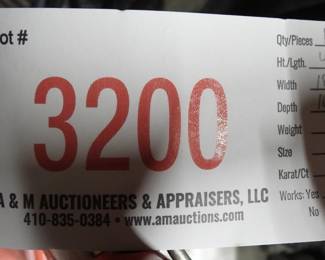 ot #
3200
A & M AUCTIONEERS & APPRAISERS, LLC
410-835-0384 • www.amauctions.com
Qty/Pieces
Ht./Lgth.
Width
Depth
Weight
Size
Karat/Ct
Works: Yes
No